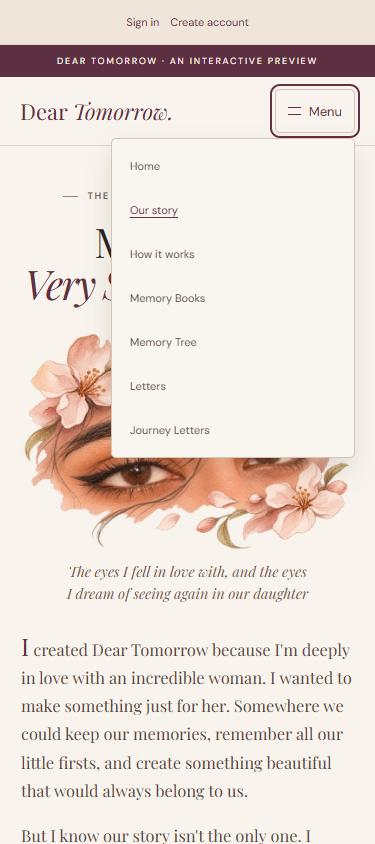 Sign in Create account
DEAR TOMORROW · AN INTERACTIVE PREVIEW
Dear Tomorrow.
Menu
Home
Our story
How it works
Memory Books
Memory Tree
Letters
Journey Letters
THE
Very
The eyes I fell in love with, and the eyes
I dream of seeing again in our daughter
I created Dear Tomorrow because I'm deeply
in love with an incredible woman. I wanted to
make something just for her. Somewhere we
could keep our memories, remember all our
little firsts, and create something beautiful
that would always belong to us.
But I know our story isn't the only one. I